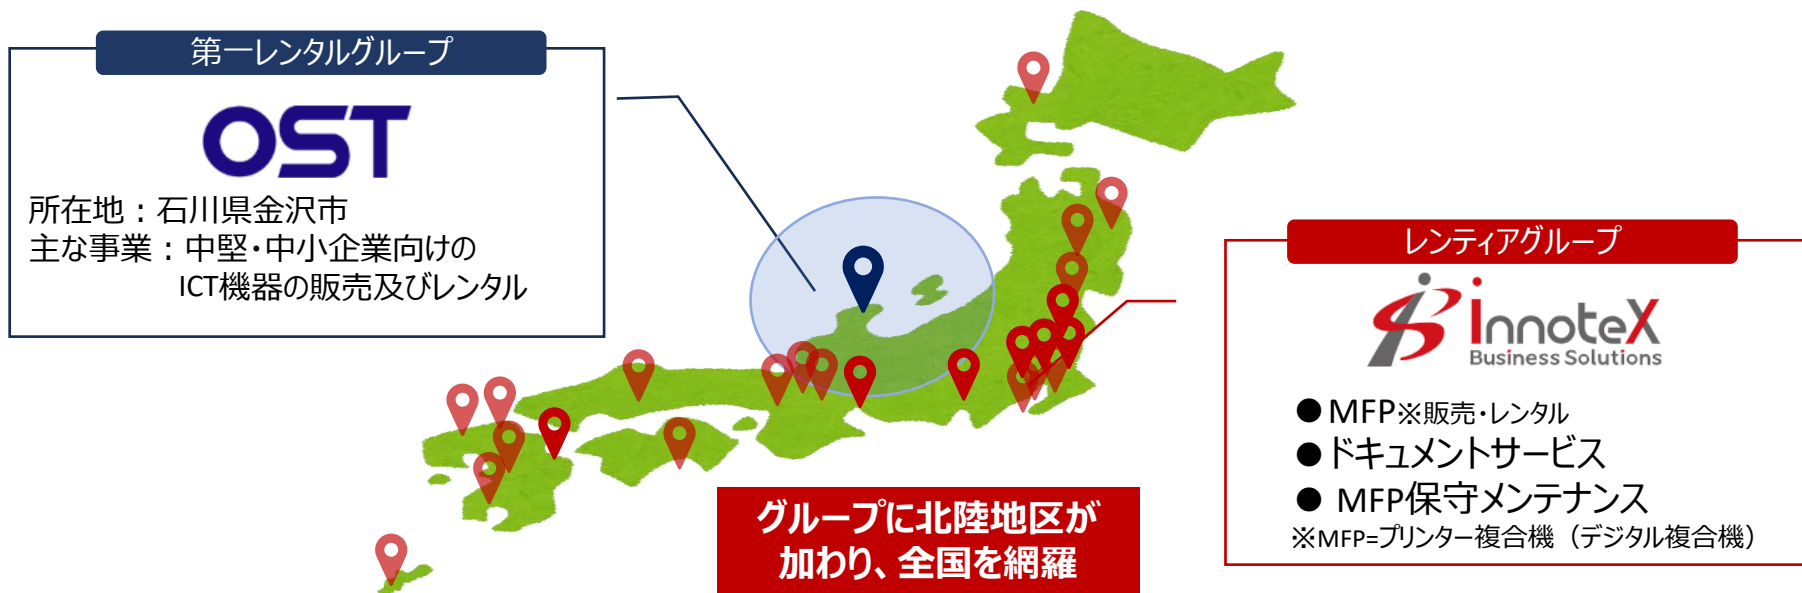 第一レンタルグループ
OST
所在地：石川県金沢市
主な事業：中堅・中小企業向けの
ICT機器の販売及びレンタル
レンティアグループ
innoteX
Business Solutions
●MFP※販売・レンタル
●ドキュメントサービス
● MFP保守メンテナンス
※MFP=プリンター複合機（デジタル複合機）
グループに北陸地区が
加わり、全国を網羅